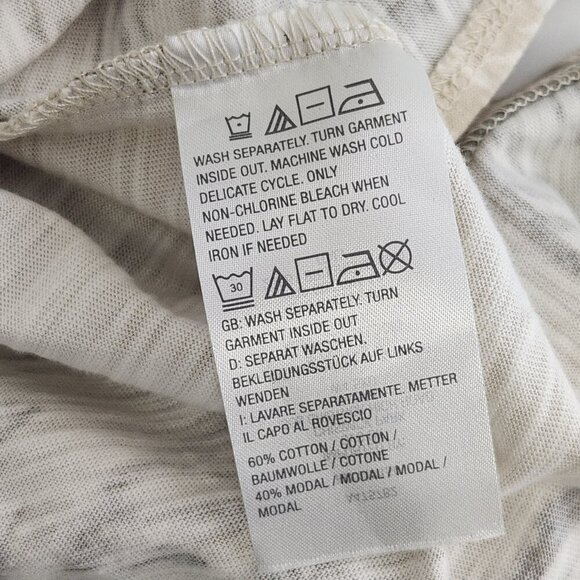 WASH SEPARATELY. TURN GARMENT
INSIDE OUT. MACHINE WASH COLD
DELICATE CYCLE. ONLY
NON-CHLORINE BLEACH WHEN
NEEDED. LAY FLAT TO DRY. COOL
IRON IF NEEDED
30
GB: WASH SEPARATELY. TURN
GARMENT INSIDE OUT
D: SEPARAT WASCHEN.
BEKLEIDUNGSSTÜCK AUF LINKS
WENDEN
I: LAVARE SEPARATAMENTE. METTER
IL CAPO AL ROVESCIO
60% COTTON / COTTON /
BAUMWOLLE / COTONE
40% MODAL / MODAL / MODAL /
MODAL